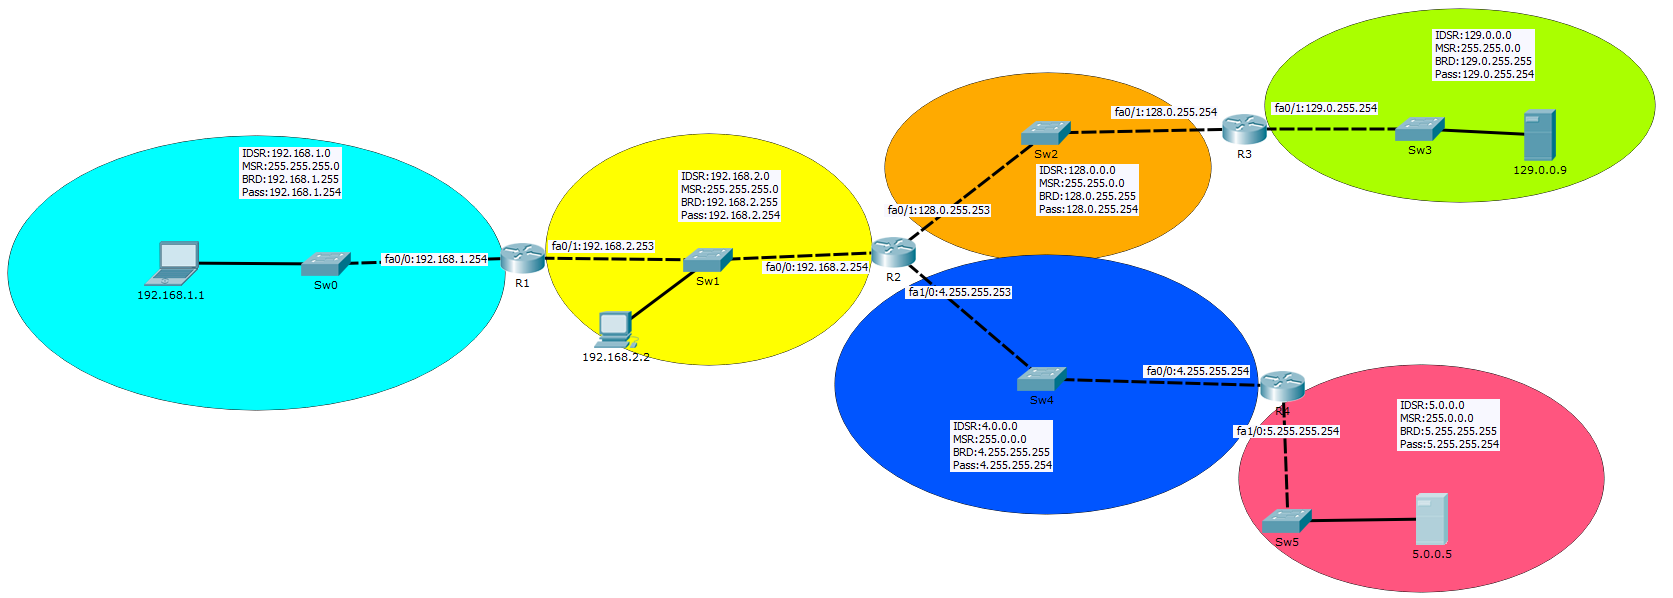 IDSR:192.168.1.0
MSR:255.255.255.0
BRD:192.168.1.255
Pass:192.168.1.254
192.168.1.1
Sw0
fa0/0:192.168.1.254
R1
IDSR:192.168.2.0
MSR:255.255.255.0
BRD:192.168.2.255
Pass:192.168.2.254
fa0/1:192.168.2.253
Sw1
fa0/0:192.168.2.254
192.168.2.2
R2
fa0/1:128.0.255.253
Sw2
IDSR:128.0.0.0
MSR:255.255.0.0
BRD:128.0.255.255
Pass:128.0.255.254
fa0/1:128.0.255.254
R3
IDSR:129.0.0.0
MSR:255.255.0.0
BRD:129.0.255.255
Pass:129.0.255.254
fa0/1:129.0.255.254
Sw3
129.0.0.9
fa1/0:4.255.255.253
Sw4
IDSR:4.0.0.0
MSR:255.0.0.0
BRD:4.255.255.255
Pass:4.255.255.254
fa0/0:4.255.255.254
R4
fa1/0:5.255.255.254
IDSR:5.0.0.0
MSR:255.0.0.0
BRD:5.255.255.255
Pass:5.255.255.254
Sw5
5.0.0.5